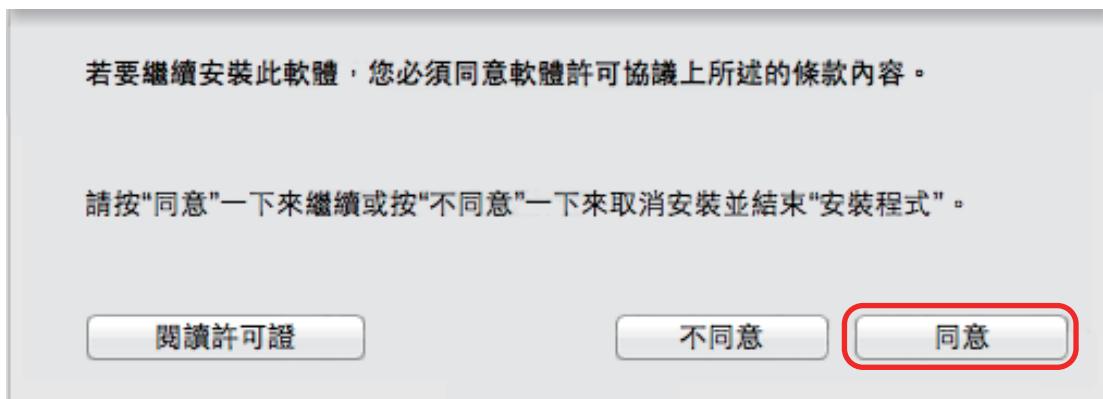 若要繼續安裝此軟體，您必須同意軟體許可協議上所述的條款內容。
請按“同意”一下來繼續或按“不同意”一下來取消安裝並結束“安裝程式”。
閱讀許可證 不同意 同意